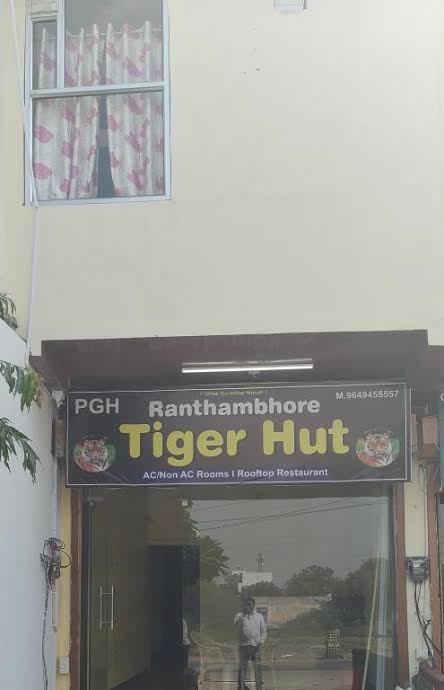 PGH
Ranthambhore
M.9649455557
Tiger Hut
AC/Non AC Rooms I Rooftop Restaurant